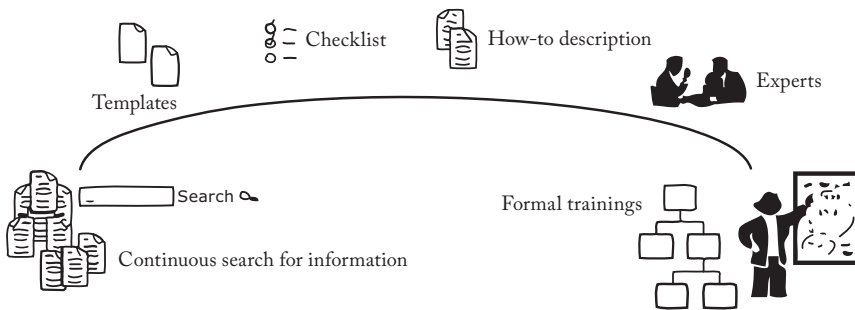 Checklist
How-to description
Templates
Experts
Search
Formal trainings
Continuous search for information